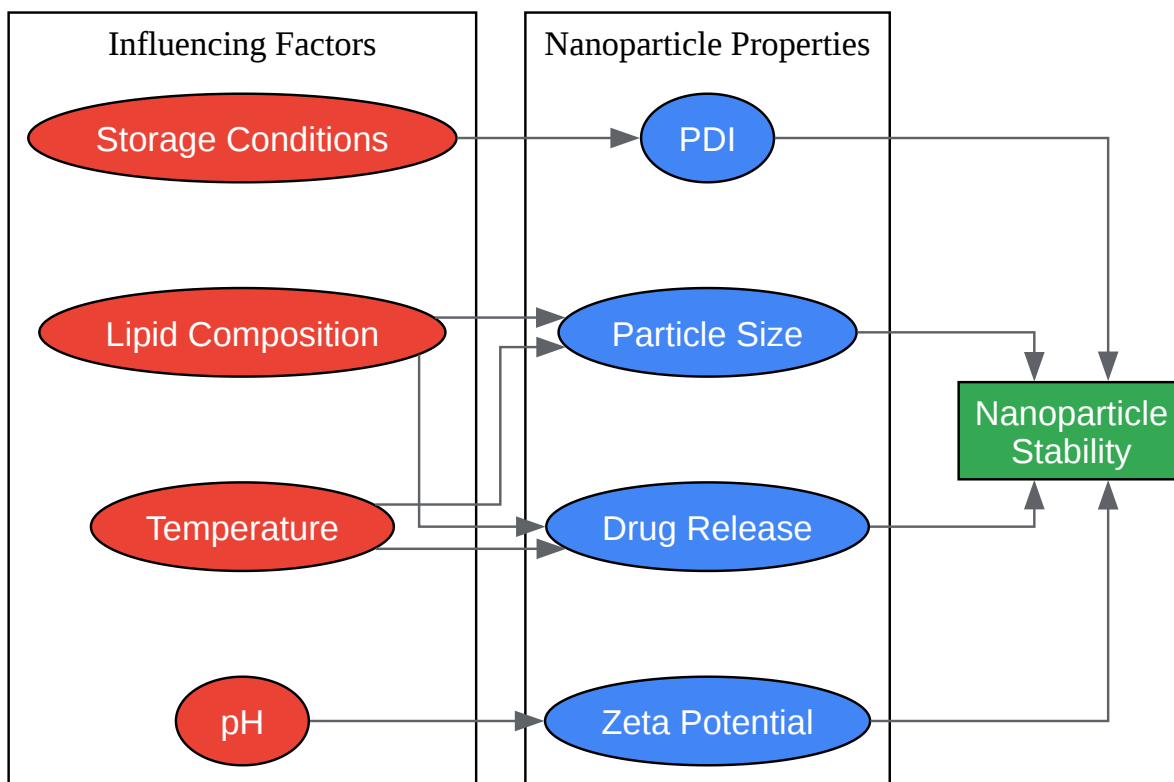 Influencing Factors
Nanoparticle Properties
Storage Conditions
PDI
Lipid Composition
Particle Size
Nanoparticle
Stability
Temperature
Drug Release
pH
Zeta Potential